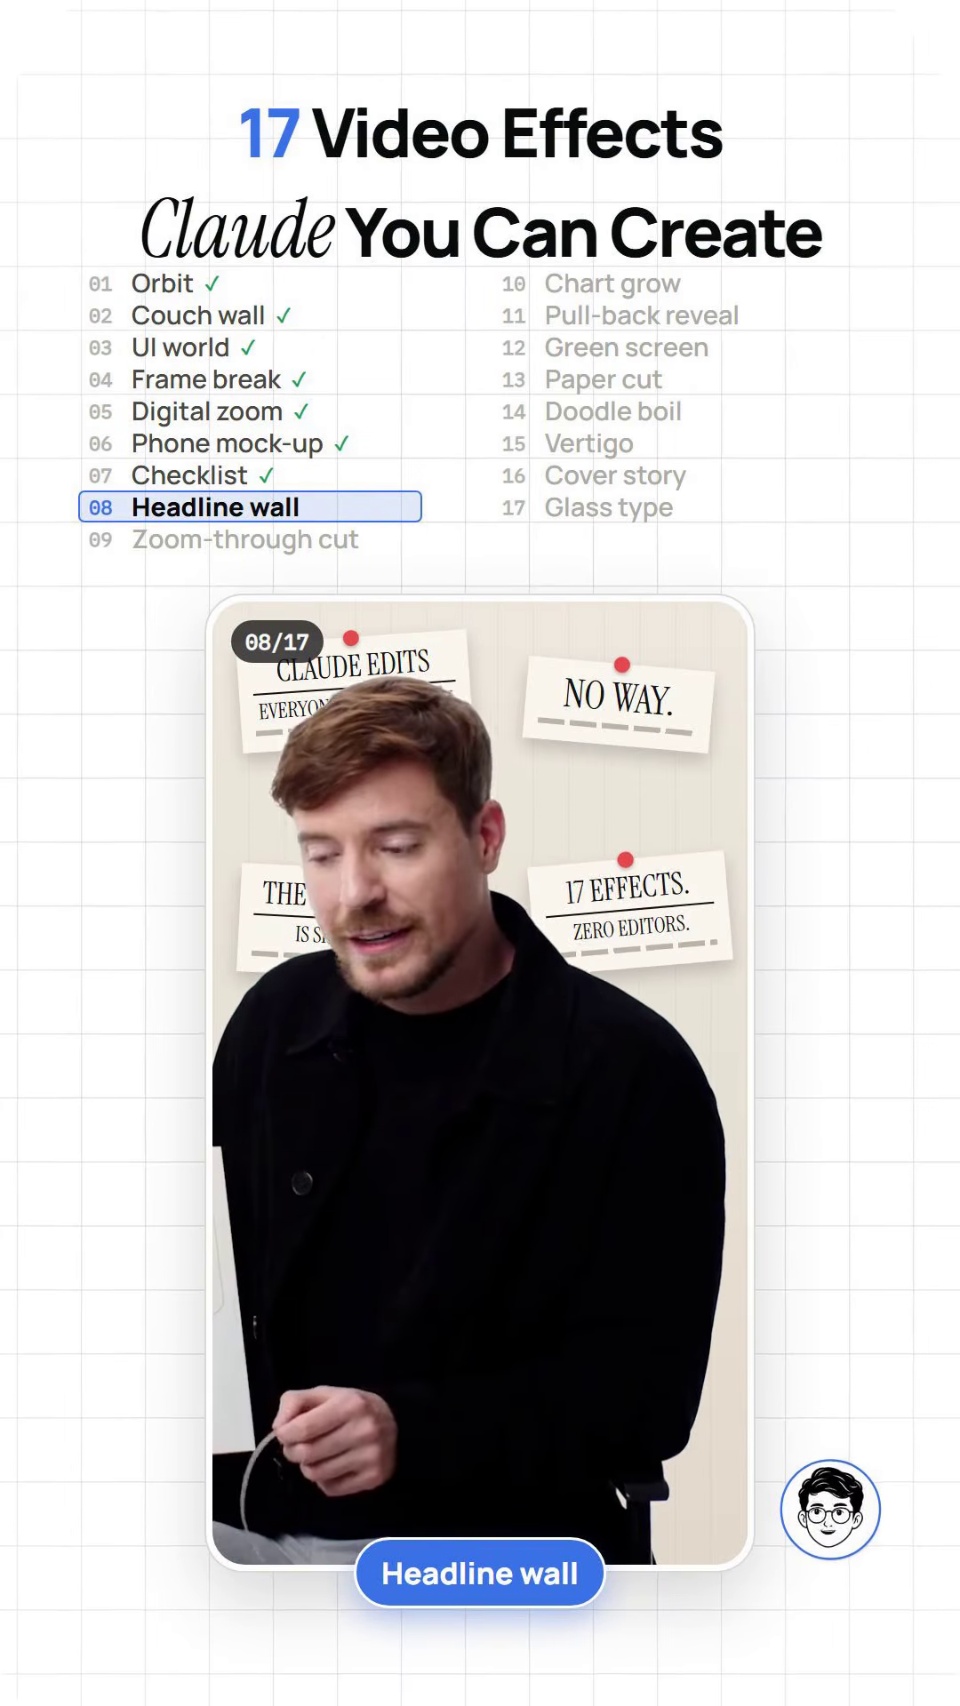 17 Video Effects
Claude You Can Create
01 Orbit ✓
02 Couch wall ✓
03 UI world ✓
04 Frame break ✓
05 Digital zoom ✓
06 Phone mock-up ✓
07 Checklist ✓
08 Headline wall
09 Zoom-through cut
10 Chart grow
11 Pull-back reveal
12 Green screen
13 Paper cut
14 Doodle boil
15 Vertigo
16 Cover story
17 Glass type
08/17
CLAUDE EDITS
NO WAY.
THE
IS
17 EFFECTS.
ZERO EDITORS.
Headline wall